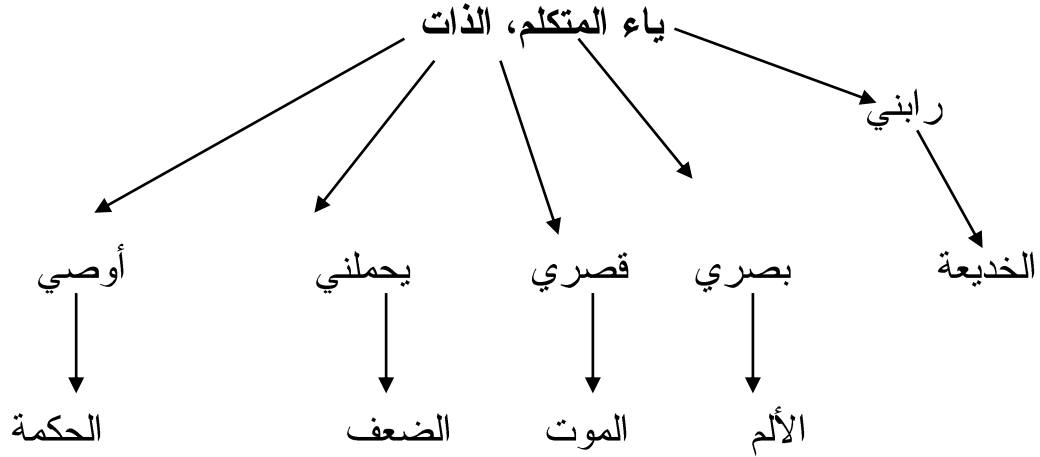 ياء المتكلم، الذات
رابني
الخديعة بصري قصري يحملني أوصي
الألم الموت الضعف الحكمة